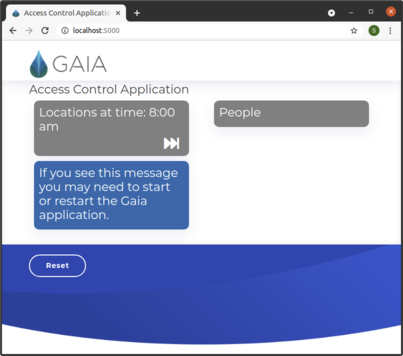 Access Control Applicatio
localhost:5000
S
GAIA
Access Control Application
Locations at time: 8:00
am
People
If you see this message
you may need to start
or restart the Gaia
application.
Reset